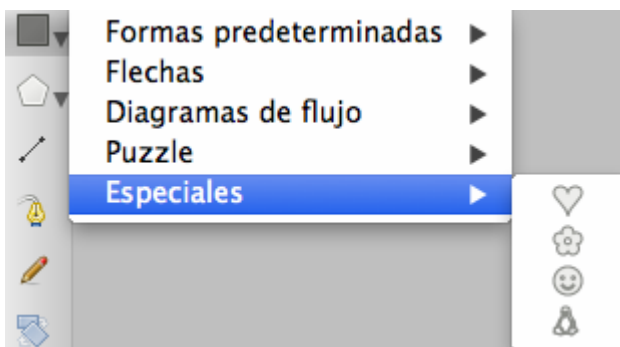 Formas predeterminadas
Flechas
Diagramas de flujo
Puzzle
Especiales